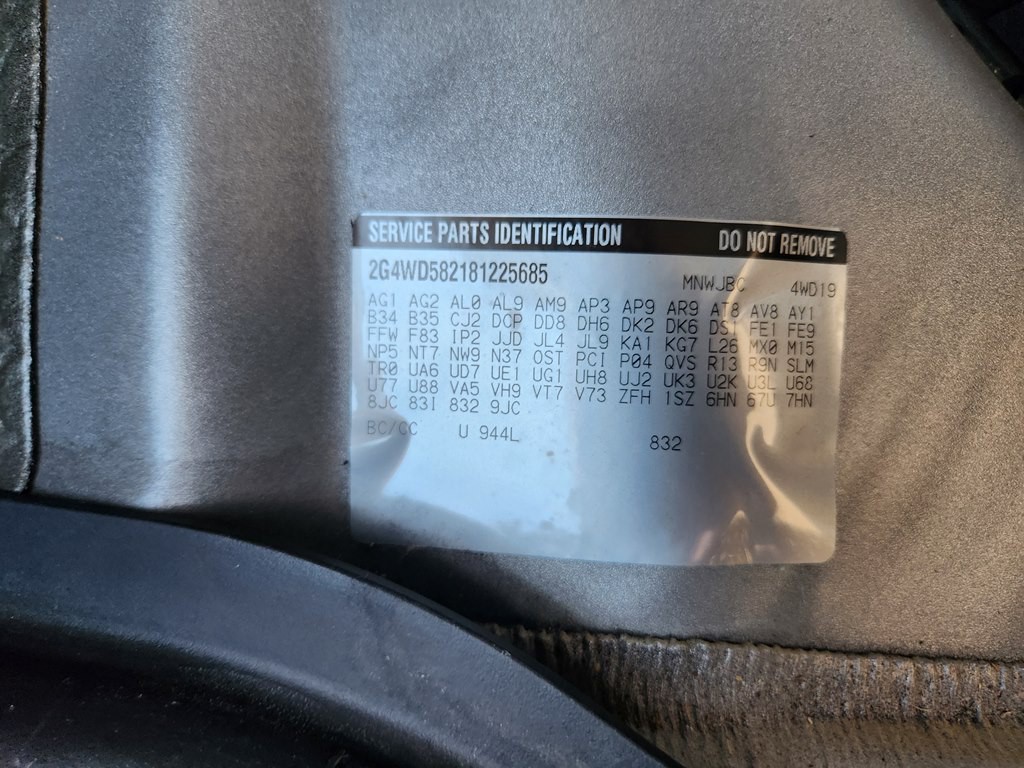 SERVICE PARTS IDENTIFICATION DO NOT REMOVE
2G4WD582181225685 MNWJBC 4WD19
AG1 AG2 AL0 AL9 AM9 AP3 AP9 AR9 AT8 AV8 AY1
B34 B35 CJ2 DCP DD8 DH6 DK2 DK6 DS1 FE1 FE9
FFW F83 IP2 JJD JL4 JL9 KA1 KG7 L26 MX0 M15
NP5 NT7 NW9 N37 OST PCI P04 QVS R13 R9N SLM
TR0 UA6 UD7 UE1 UG1 UH8 UJ2 UK3 U2K U3L U68
U77 U88 VA5 VH9 VT7 V73 ZFH 1SZ 6HN 67U 7HN
8JC 83I 832 9JC
BC/CC U 944L 832